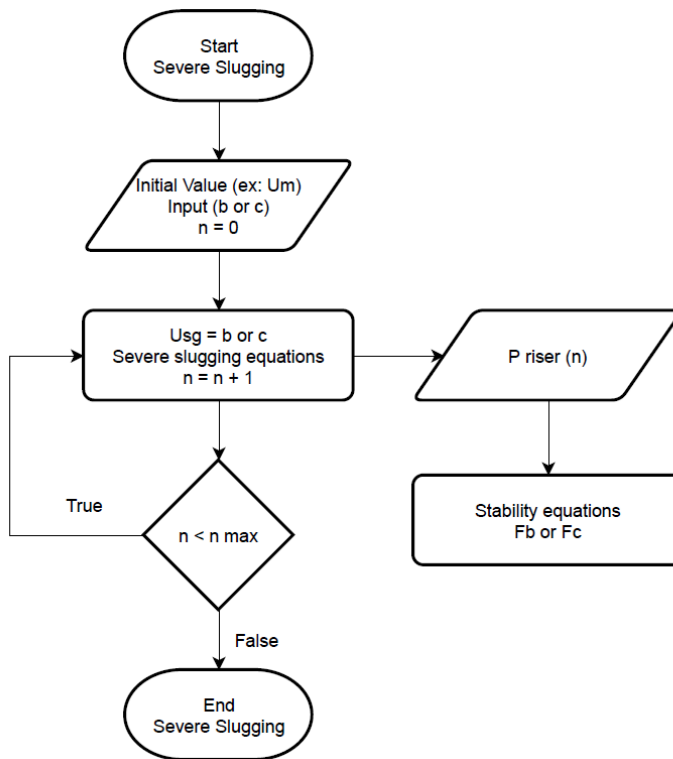 Start
Severe Slugging
Initial Value (ex: Um)
Input (b or c)
n = 0
Usg = b or c
Severe slugging equations
n = n + 1
P riser (n)
Stability equations
Fb or Fc
True
n < n max
False
End
Severe Slugging